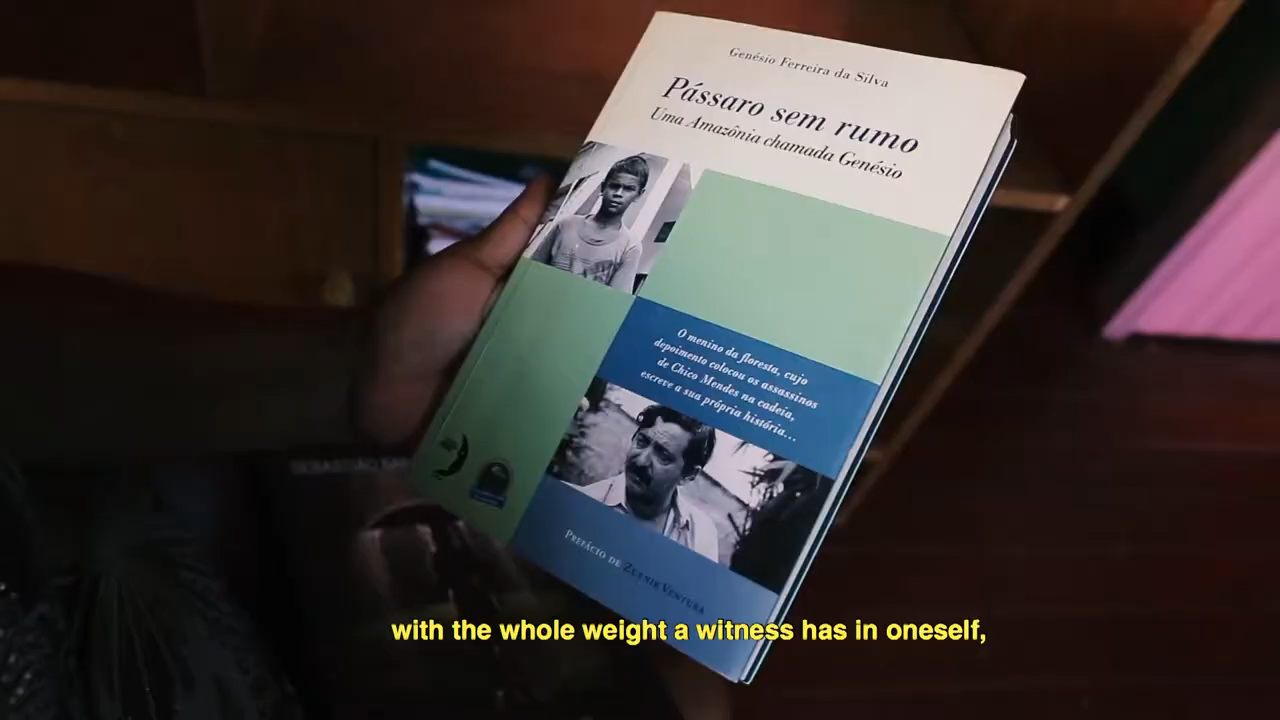 Genésio Ferreira da Silva
Pássaro sem rumo
Uma Amazônia chamada Genésio
O menino da floresta, cujo
depoimento colocou os assassinos
de Chico Mendes na cadeia,
escreve a sua própria história...
Prefácio de Zuenir Ventura
with the whole weight a witness has in oneself,